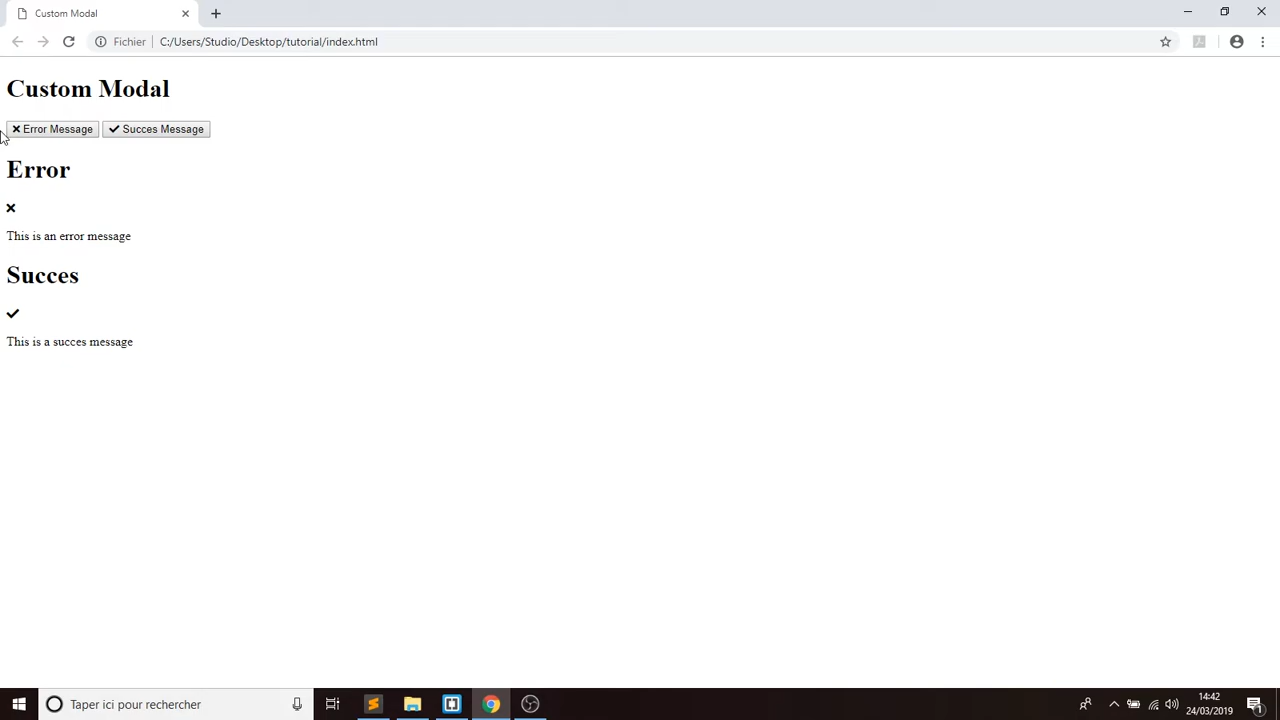 Custom Modal
Fichier C:/Users/Studio/Desktop/tutorial/index.html
Custom Modal
Error Message Succes Message
Error
This is an error message
Succes
This is a succes message
Taper ici pour rechercher
14:42
24/03/2019
1